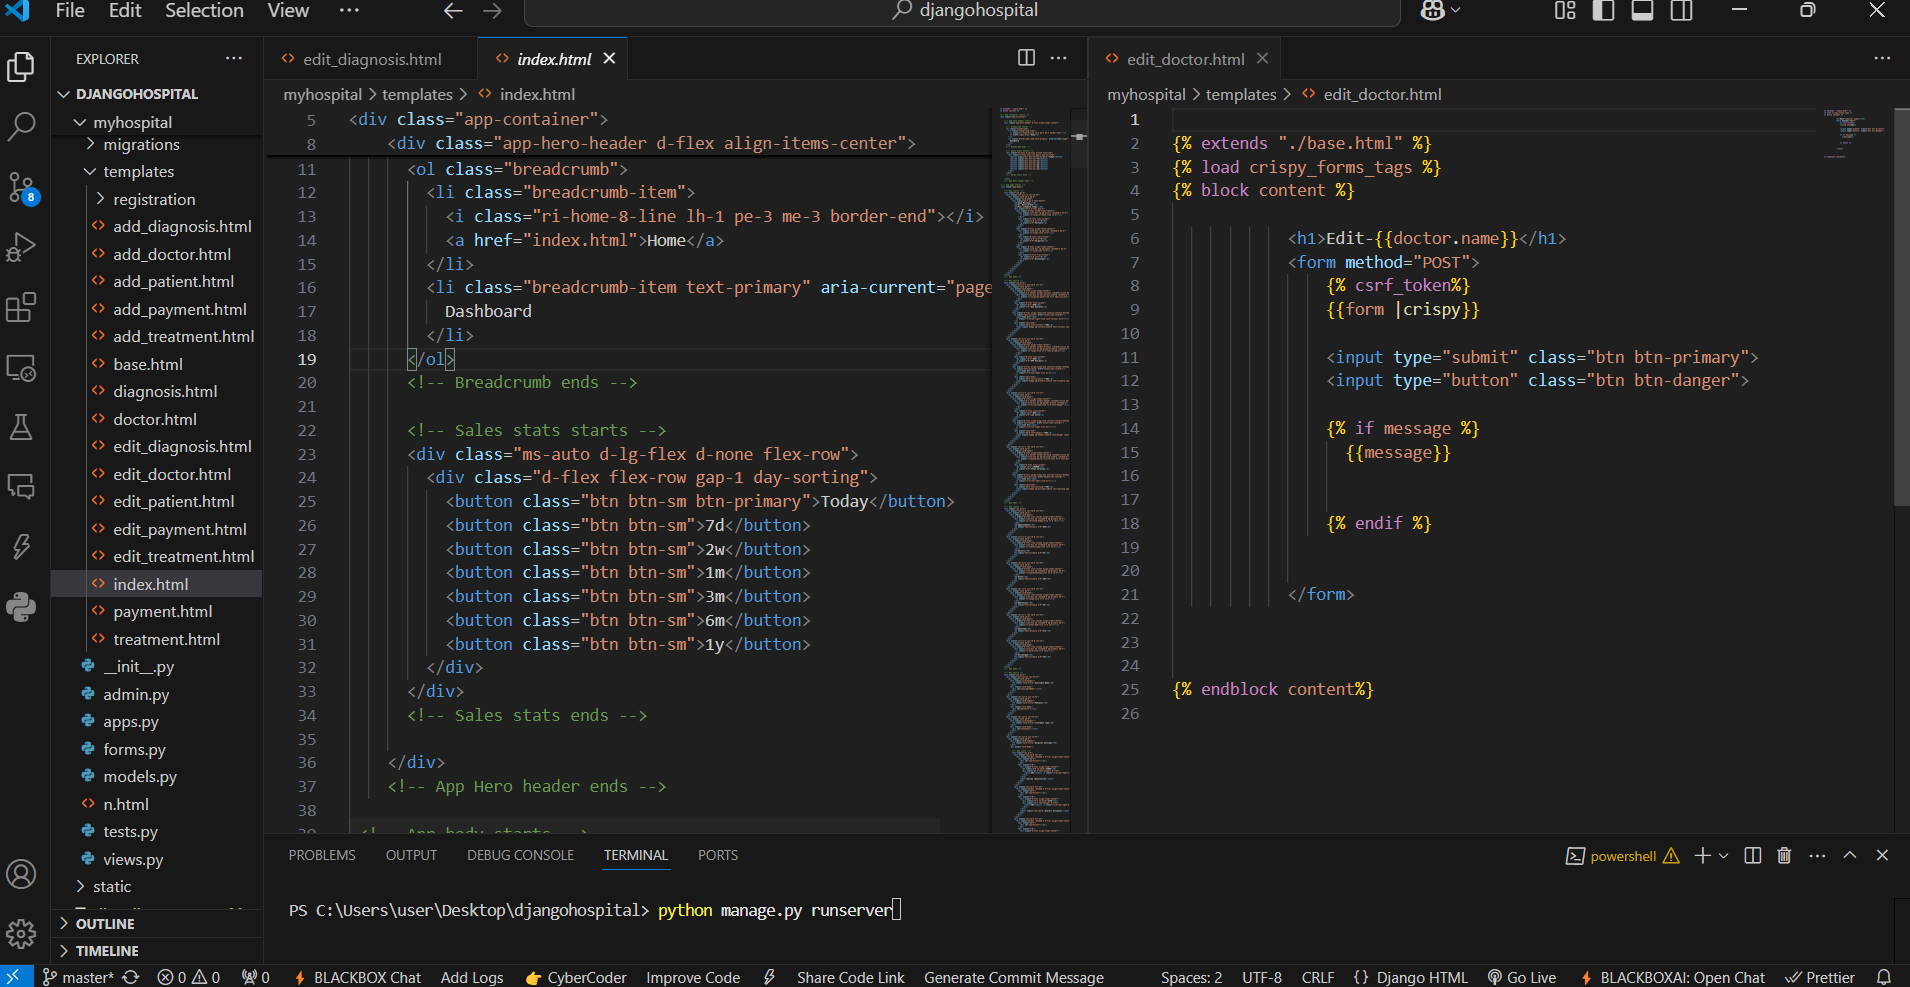 File Edit Selection View ··· djangohospital
EXPLORER
DJANGOHOSPITAL
myhospital
migrations
templates
registration
add_diagnosis.html
add_doctor.html
add_patient.html
add_payment.html
add_treatment.html
base.html
diagnosis.html
doctor.html
edit_diagnosis.html
edit_doctor.html
edit_patient.html
edit_payment.html
edit_treatment.html
index.html
payment.html
treatment.html
__init__.py
admin.py
apps.py
forms.py
models.py
n.html
tests.py
views.py
static
OUTLINE
TIMELINE
8
edit_diagnosis.html index.html
myhospital > templates > index.html
5 <div class="app-container">
8 <div class="app-hero-header d-flex align-items-center">
11 <ol class="breadcrumb">
12 <li class="breadcrumb-item">
13 <i class="ri-home-8-line lh-1 pe-3 me-3 border-end"></i>
14 <a href="index.html">Home</a>
15 </li>
16 <li class="breadcrumb-item text-primary" aria-current="page
17 Dashboard
18 </li>
19 </ol>
20 <!-- Breadcrumb ends -->
21
22 <!-- Sales stats starts -->
23 <div class="ms-auto d-lg-flex d-none flex-row">
24 <div class="d-flex flex-row gap-1 day-sorting">
25 <button class="btn btn-sm btn-primary">Today</button>
26 <button class="btn btn-sm">7d</button>
27 <button class="btn btn-sm">2w</button>
28 <button class="btn btn-sm">1m</button>
29 <button class="btn btn-sm">3m</button>
30 <button class="btn btn-sm">6m</button>
31 <button class="btn btn-sm">1y</button>
32 </div>
33 </div>
34 <!-- Sales stats ends -->
35
36 </div>
37 <!-- App Hero header ends -->
38
edit_doctor.html
myhospital > templates > edit_doctor.html
1
2 {% extends "./base.html" %}
3 {% load crispy_forms_tags %}
4 {% block content %}
5
6 <h1>Edit-{{doctor.name}}</h1>
7 <form method="POST">
8 {% csrf_token%}
9 {{form |crispy}}
10
11 <input type="submit" class="btn btn-primary">
12 <input type="button" class="btn btn-danger">
13
14 {% if message %}
15 {{message}}
16
17
18 {% endif %}
19
20
21 </form>
22
23
24
25 {% endblock content%}
26
PROBLEMS OUTPUT DEBUG CONSOLE TERMINAL PORTS powershell
PS C:\Users\user\Desktop\djangohospital> python manage.py runserver
master* 0 0 0 BLACKBOX Chat Add Logs CyberCoder Improve Code Share Code Link Generate Commit Message Spaces: 2 UTF-8 CRLF {} Django HTML Go Live BLACKBOXAI: Open Chat Prettier